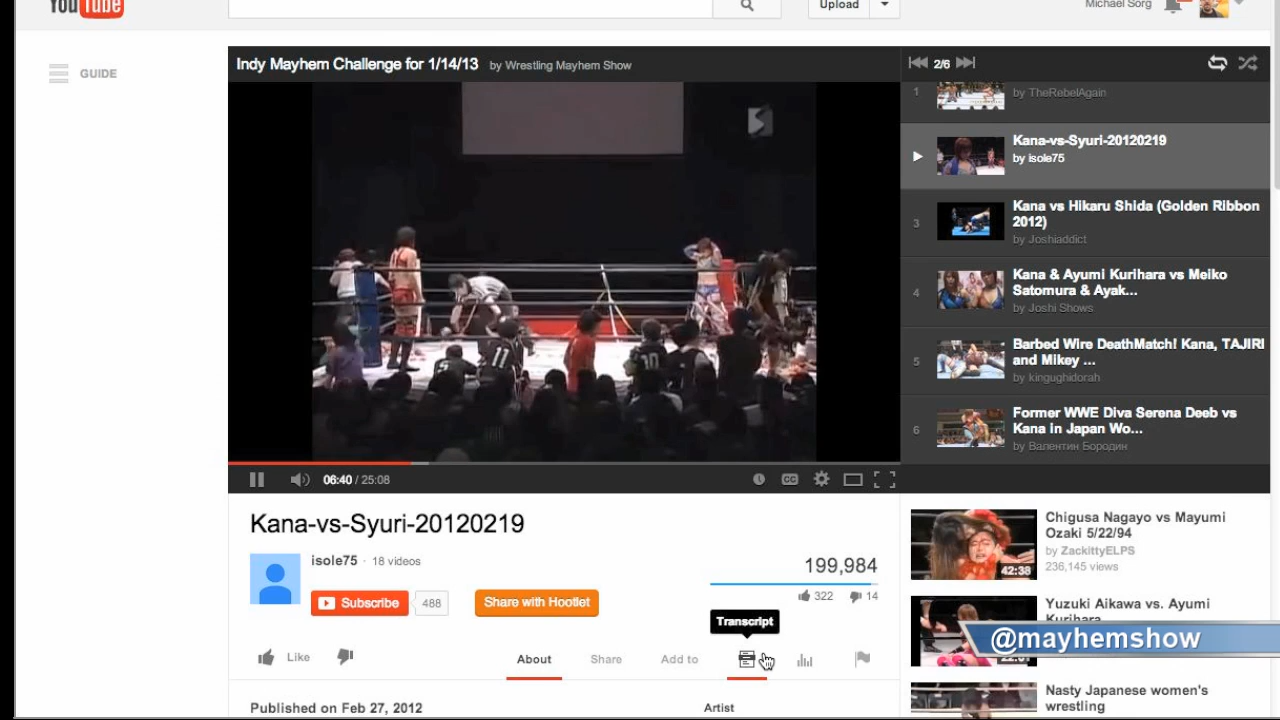 YouTube
Upload
Michael Sorg
GUIDE
Indy Mayhem Challenge for 1/14/13 by Wrestling Mayhem Show
2/6
1
by TheRebelAgain
Kana-vs-Syuri-20120219
by isole75
3
Kana vs Hikaru Shida (Golden Ribbon
2012)
by Joshiaddict
4
Kana & Ayumi Kurihara vs Meiko
Satomura & Ayak...
by Joshi Shows
5
Barbed Wire DeathMatch! Kana, TAJIRI
and Mikey ...
by kingughidorah
6
Former WWE Diva Serena Deeb vs
Kana in Japan Wo...
by Валентин Бородин
11
10
06:40 / 25:08
CC
Kana-vs-Syuri-20120219
isole75 · 18 videos
Subscribe 488
Share with Hootlet
199,984
322 14
Transcript
Like
About
Share
Add to
Published on Feb 27, 2012
Artist
42:38
Chigusa Nagayo vs Mayumi
Ozaki 5/22/94
by ZackittyELPS
236,145 views
Yuzuki Aikawa vs. Ayumi
Kurihara
@mayhemshow
Nasty Japanese women's
wrestling